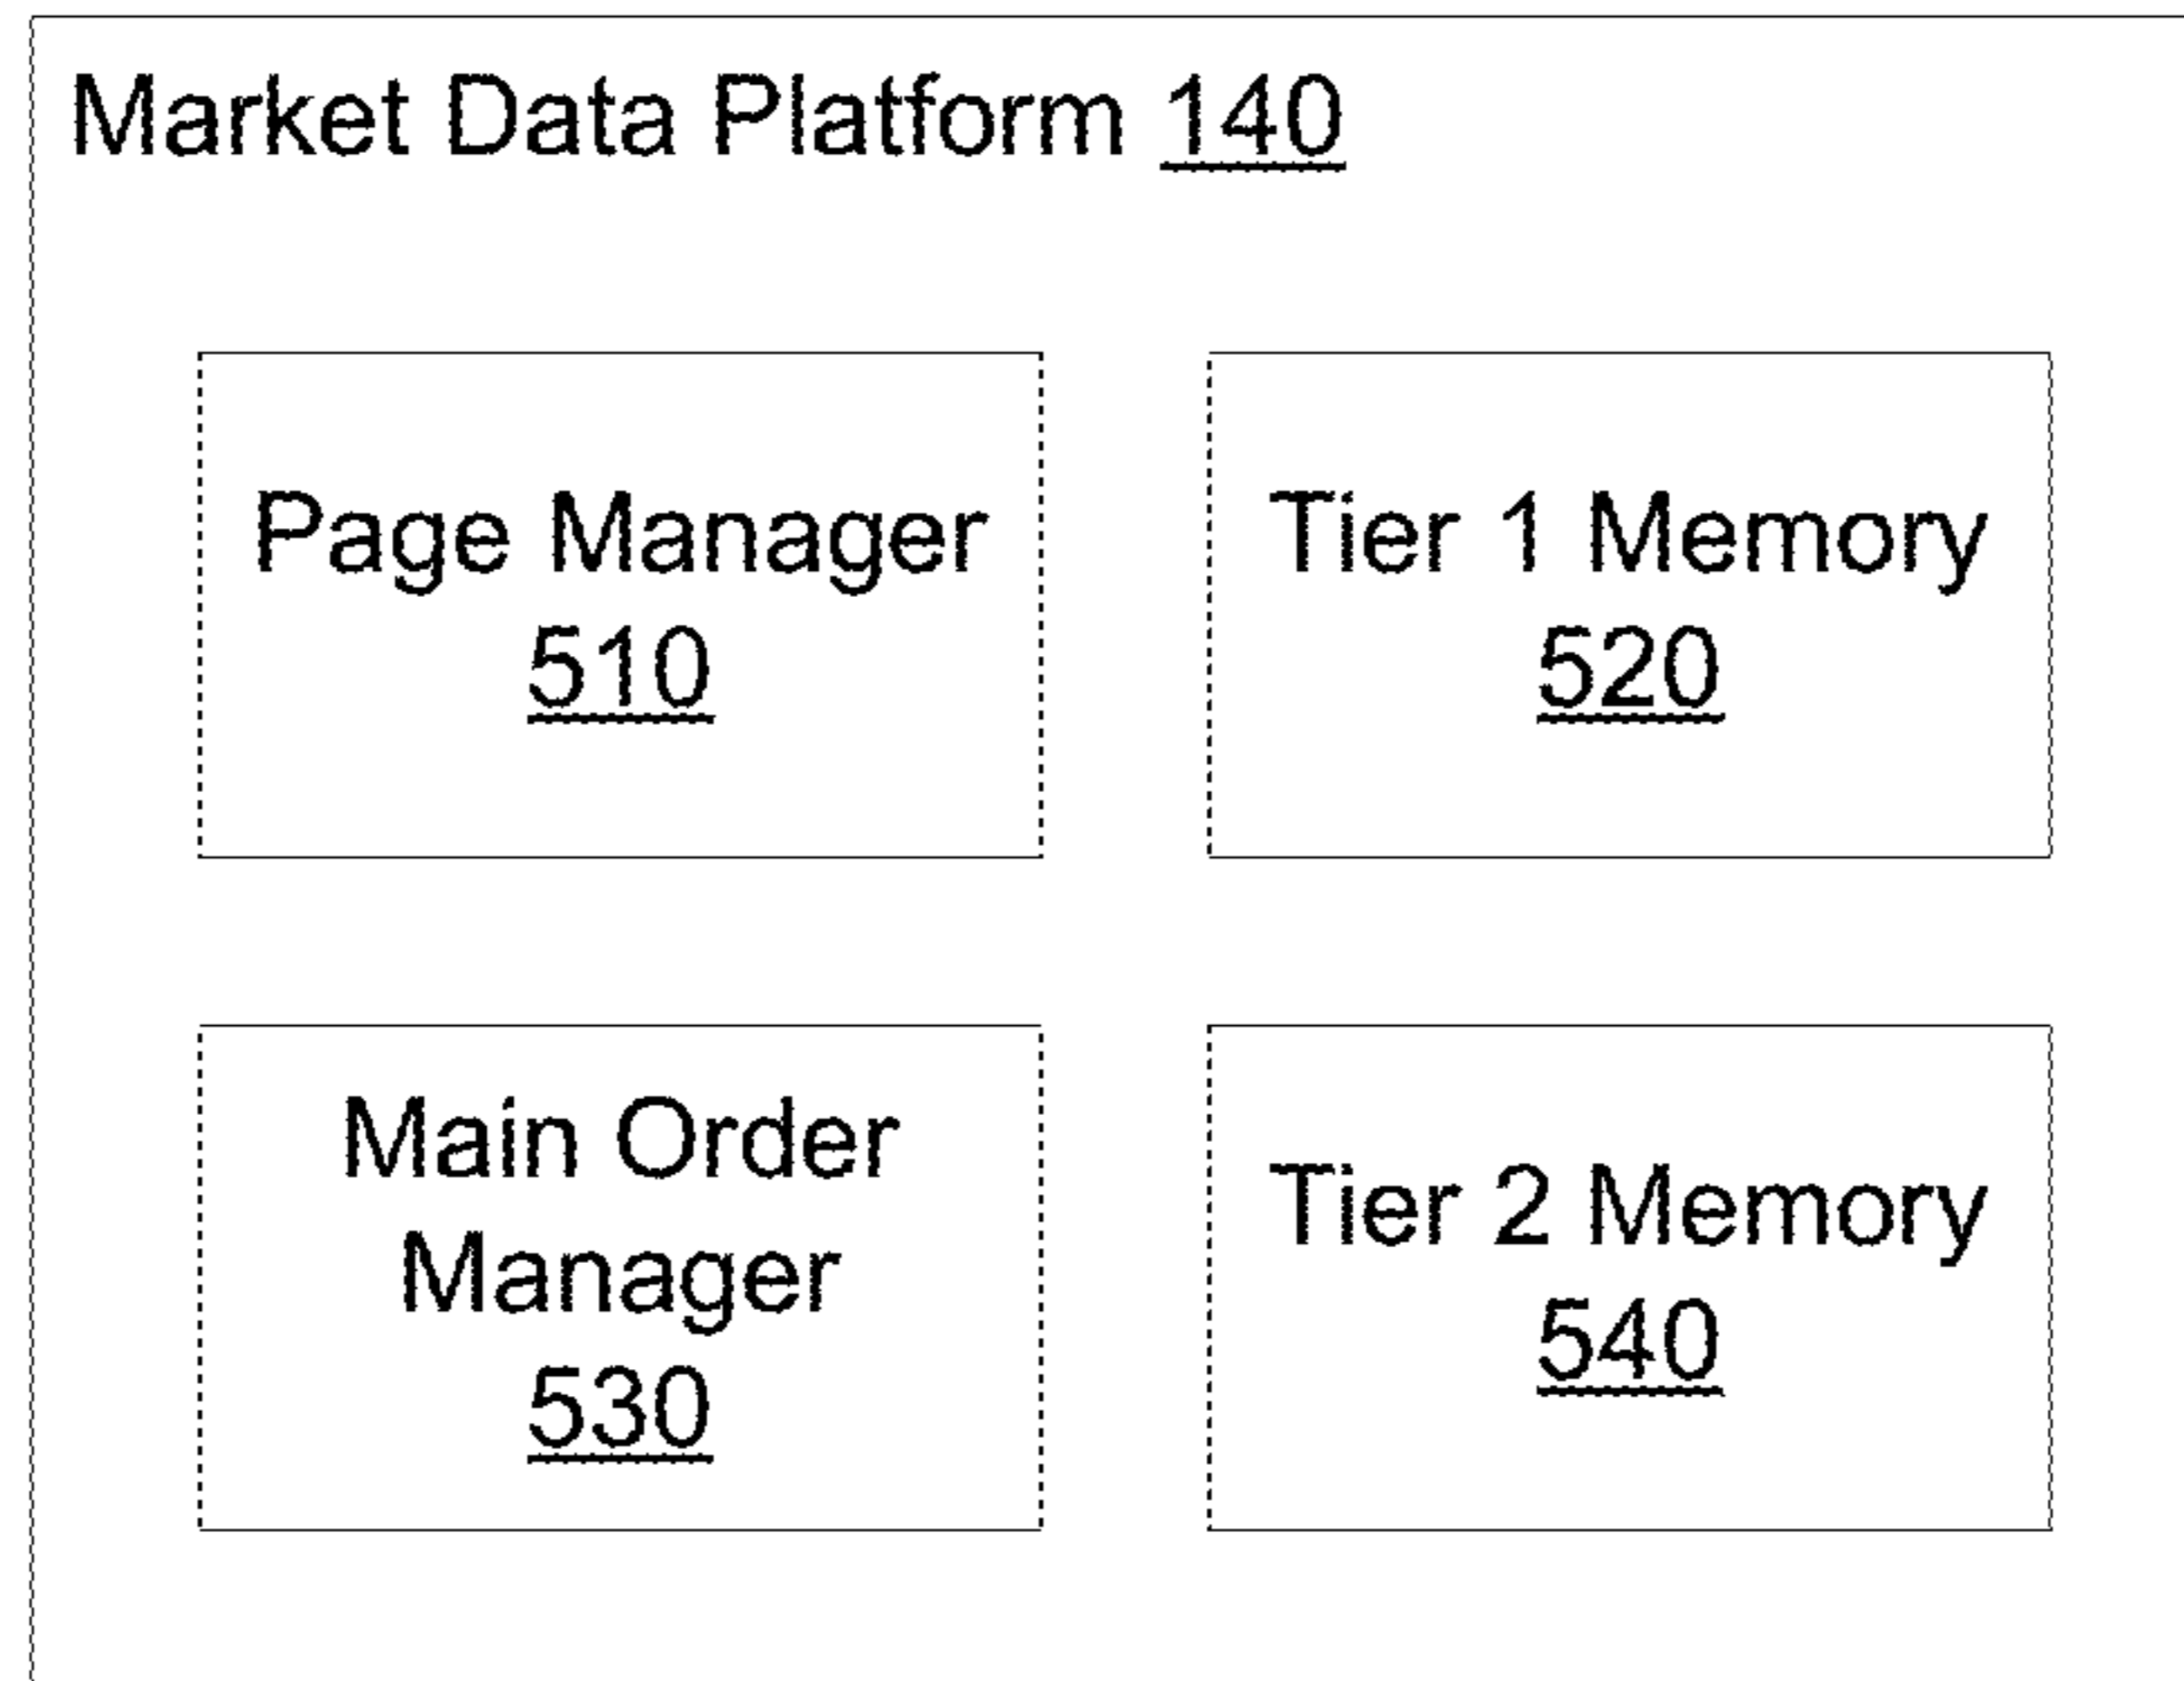 Market Data Platform 140
Page Manager
510
Tier 1 Memory
520
Main Order
Manager
530
Tier 2 Memory
540